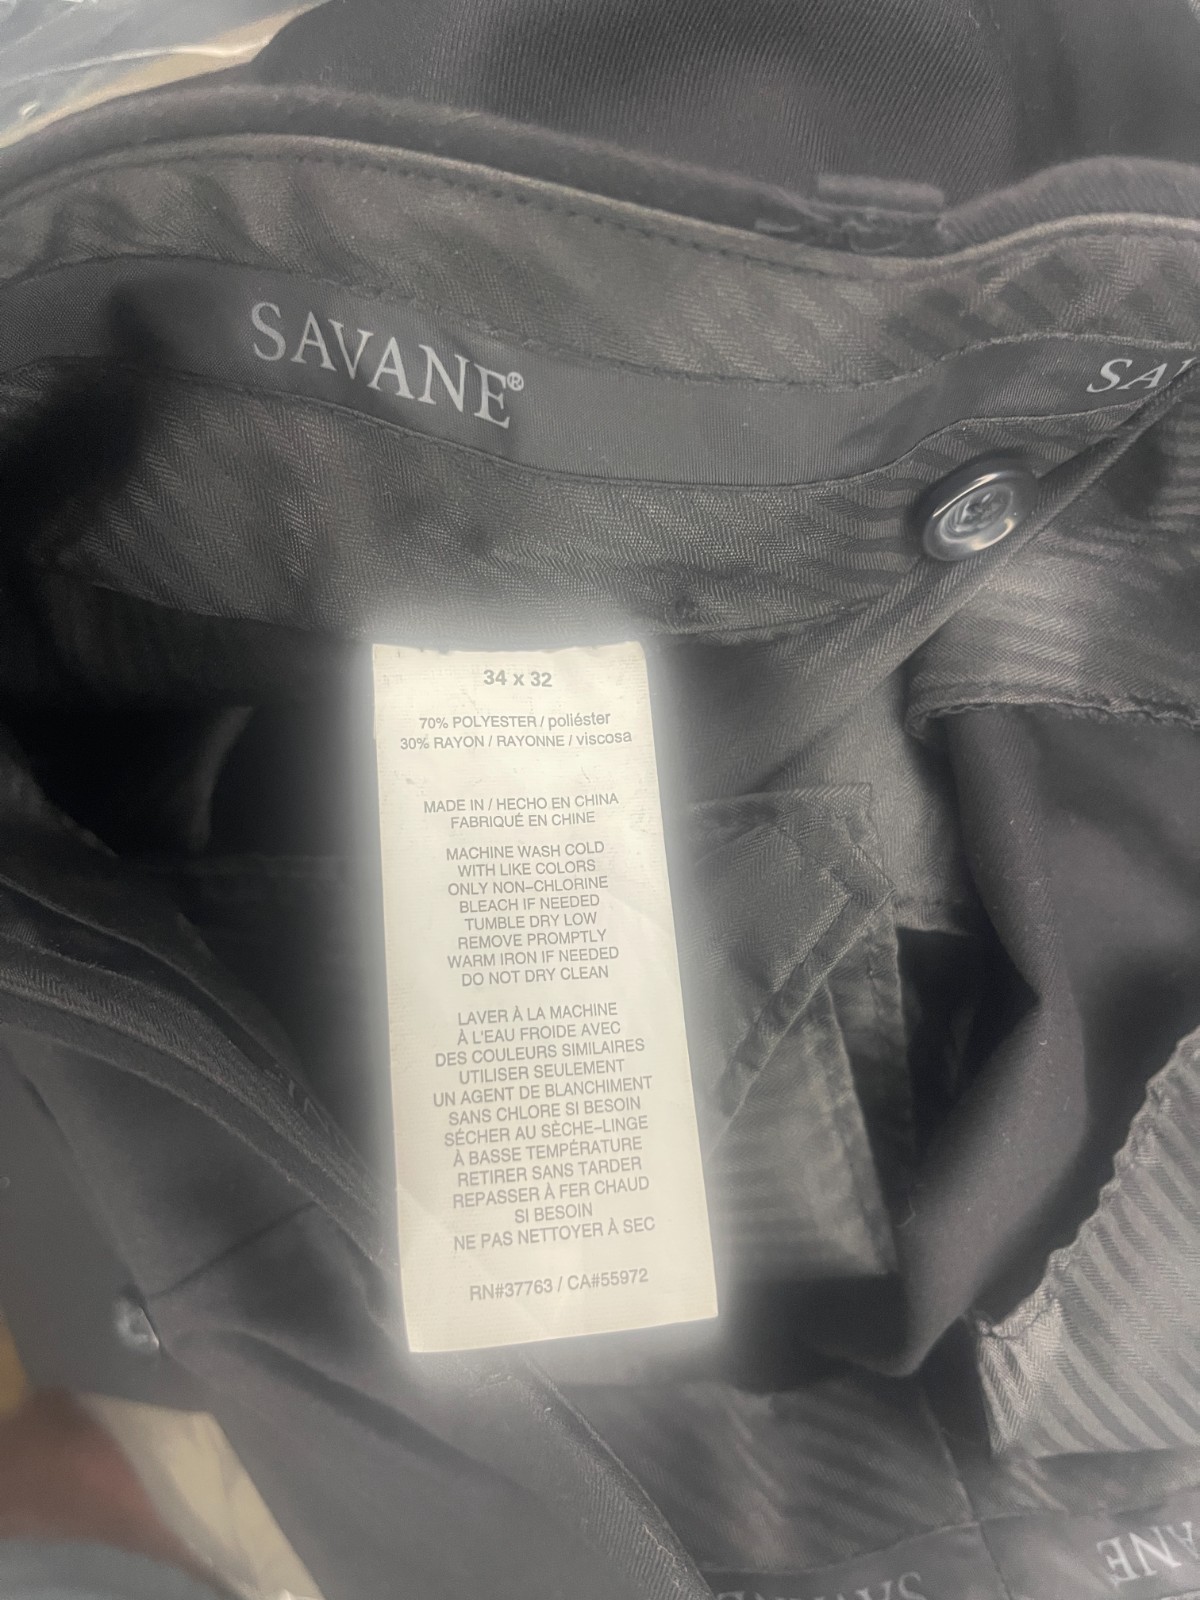 SAVANE®
SA
34 x 32
70% POLYESTER / poliéster
30% RAYON / RAYONNE / viscosa
MADE IN / HECHO EN CHINA
FABRIQUÉ EN CHINE
MACHINE WASH COLD
WITH LIKE COLORS
ONLY NON-CHLORINE
BLEACH IF NEEDED
TUMBLE DRY LOW
REMOVE PROMPTLY
WARM IRON IF NEEDED
DO NOT DRY CLEAN
LAVER À LA MACHINE
À L'EAU FROIDE AVEC
DES COULEURS SIMILAIRES
UTILISER SEULEMENT
UN AGENT DE BLANCHIMENT
SANS CHLORE SI BESOIN
SÉCHER AU SÈCHE-LINGE
À BASSE TEMPÉRATURE
RETIRER SANS TARDER
REPASSER À FER CHAUD
SI BESOIN
NE PAS NETTOYER À SEC
RN#37763 / CA#55972
ANE